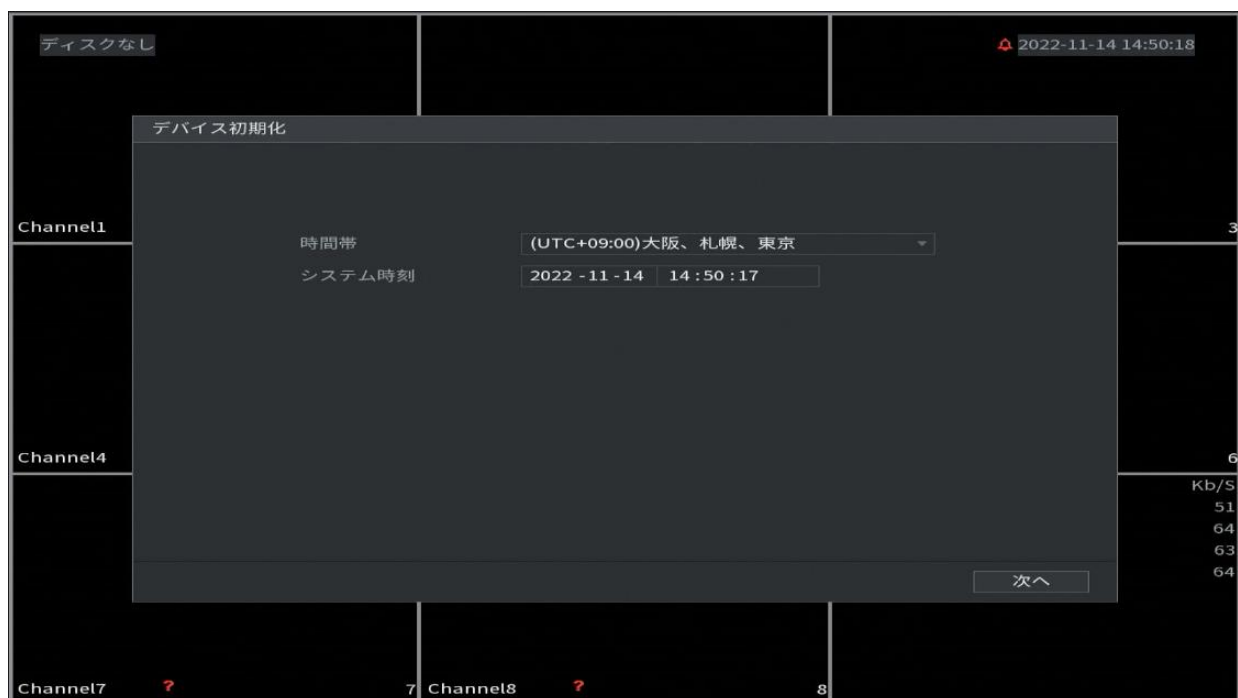 ディスクなし
2022-11-14 14:50:18
デバイス初期化
Channel1
3
時間帯 (UTC+09:00)大阪、札幌、東京
システム時刻 2022 -11 -14 14 :50 :17
Channel4
6
Kb/S
51
64
63
64
次へ
Channel7 ? 7 Channel8 ? 8